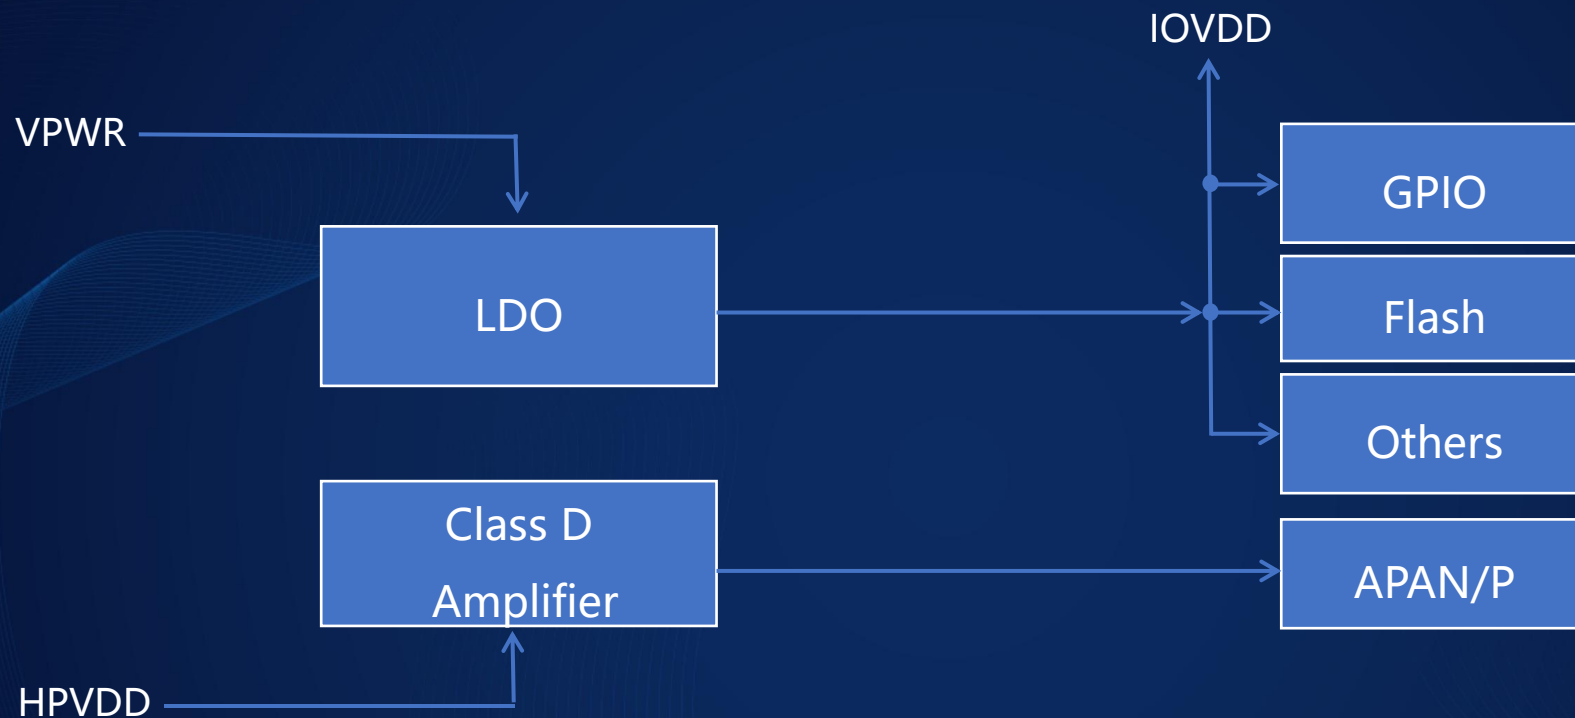 IOVDD
VPWR
GPIO
LDO
Flash
Others
Class D
Amplifier
APAN/P
HPVDD